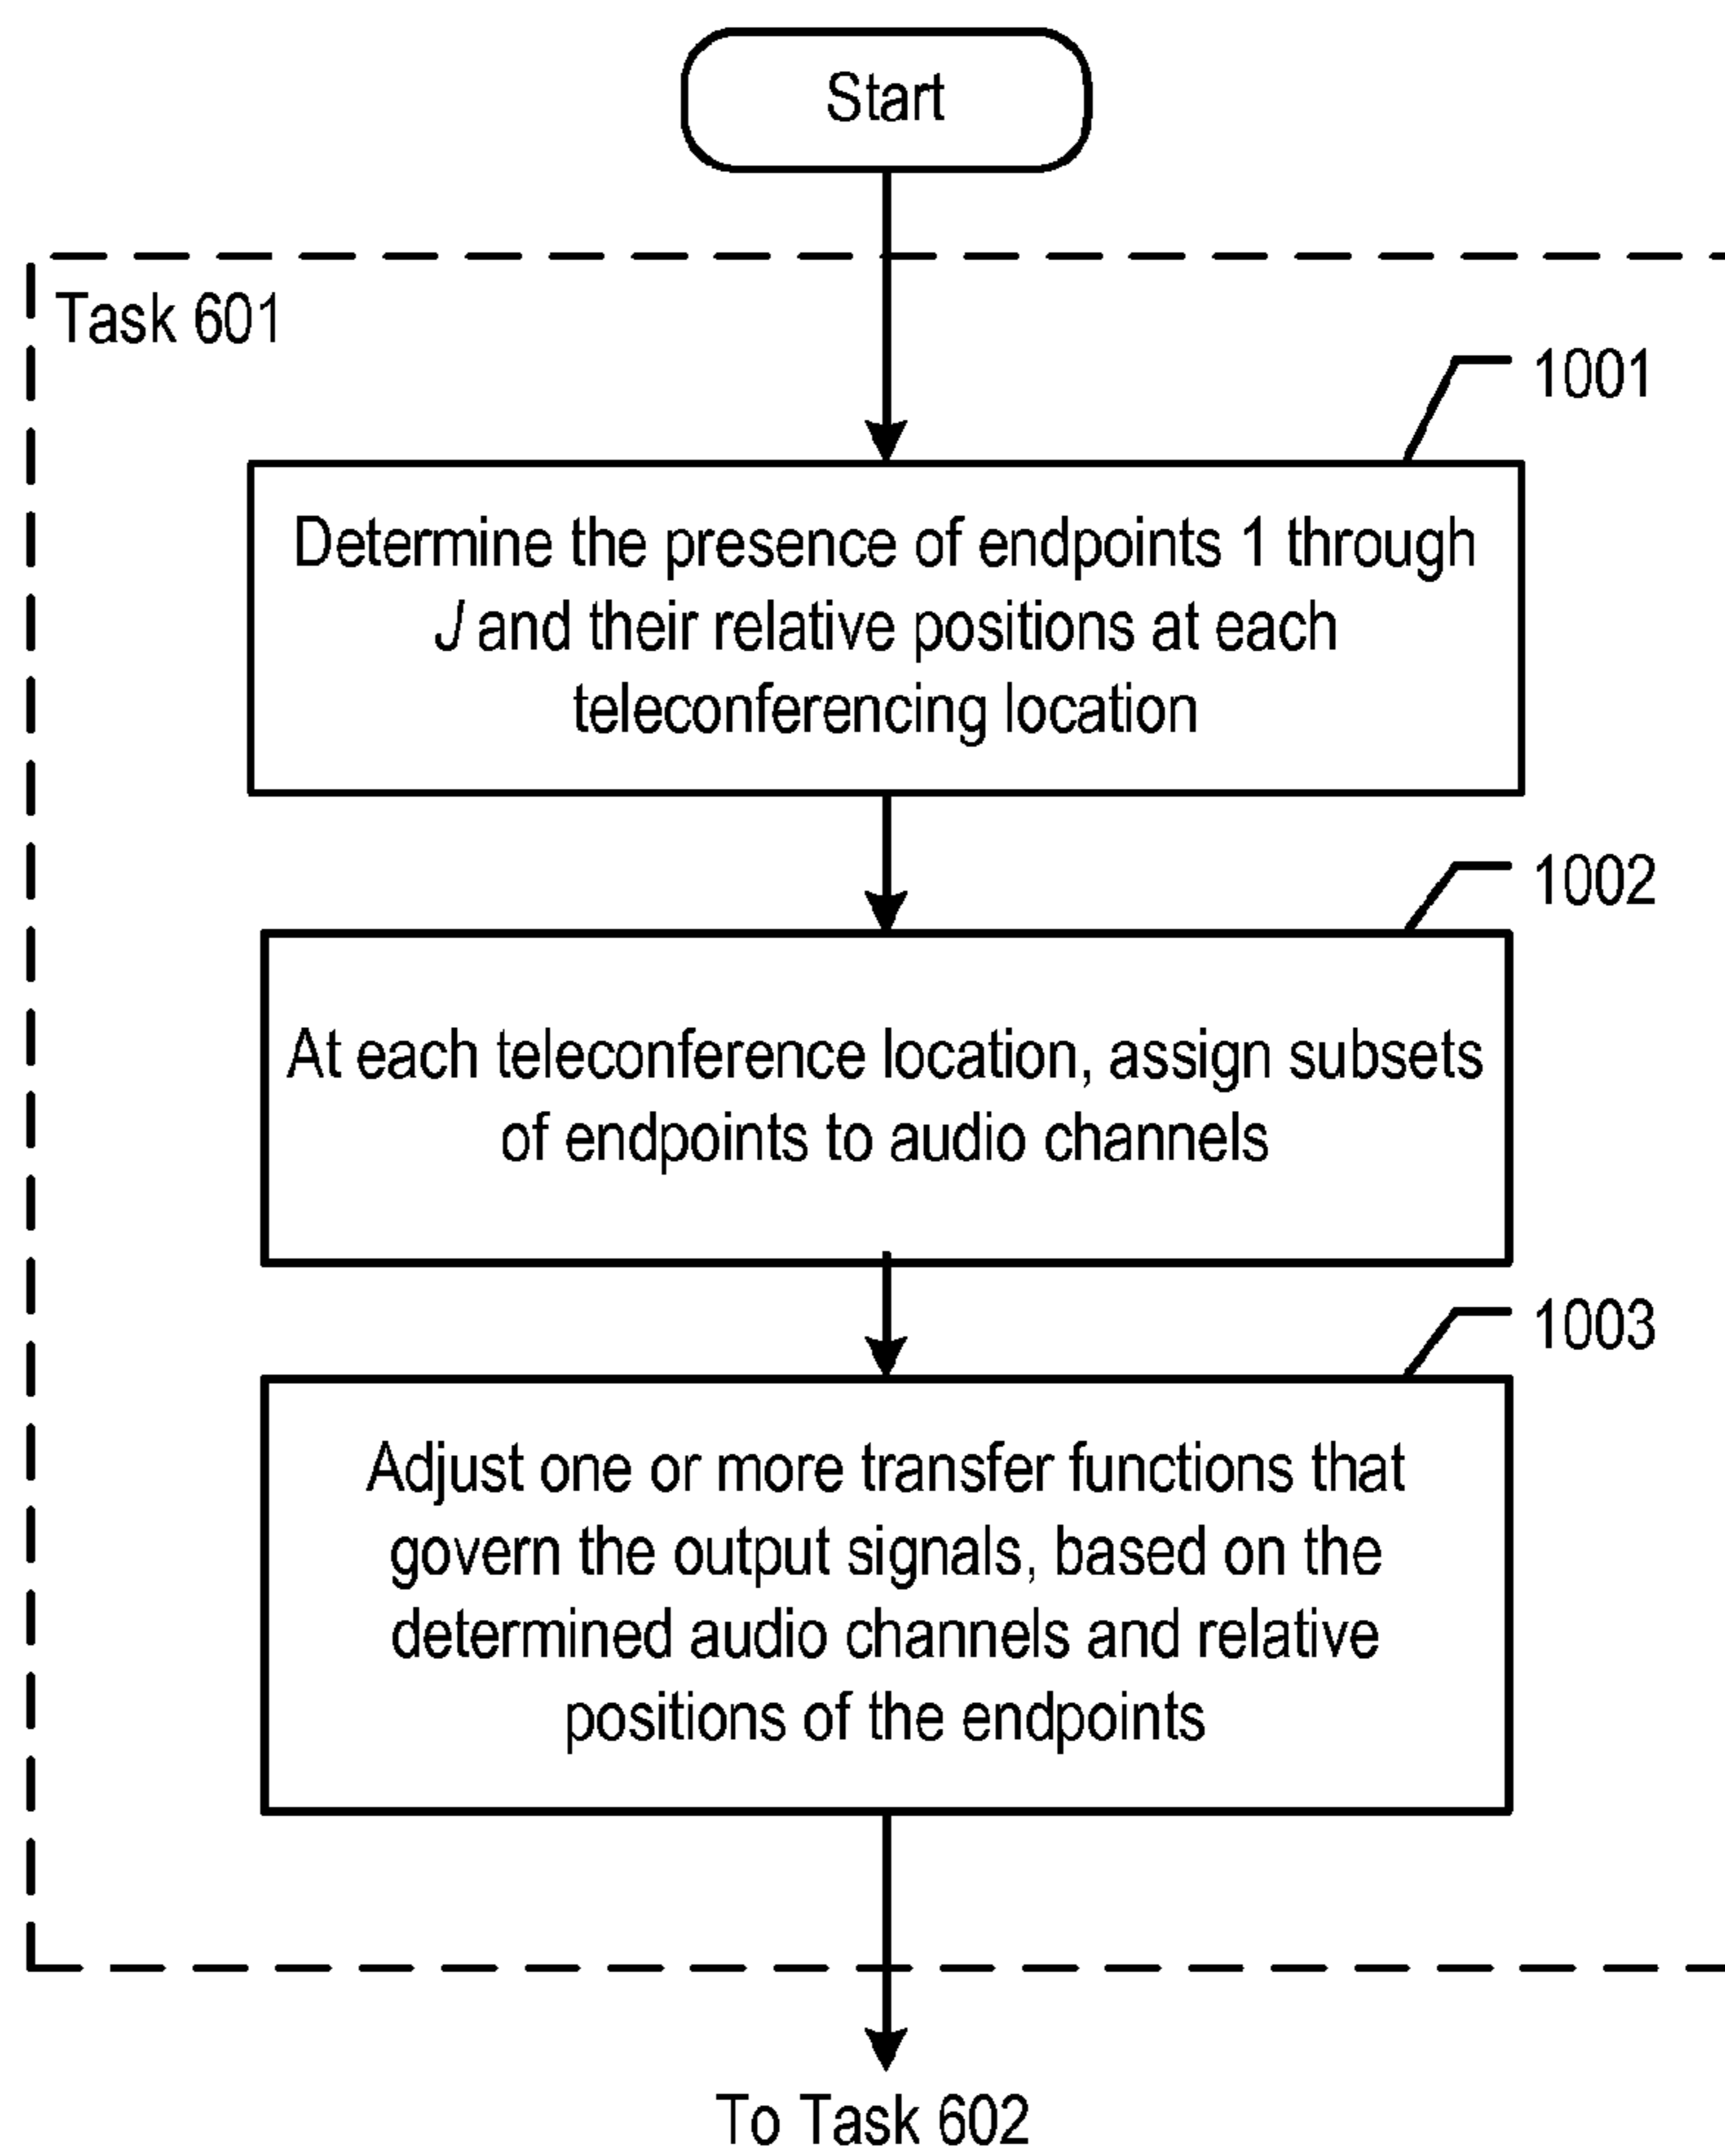 Start
Task 601
1001
Determine the presence of endpoints 1 through
J and their relative positions at each
teleconferencing location
1002
At each teleconference location, assign subsets
of endpoints to audio channels
1003
Adjust one or more transfer functions that
govern the output signals, based on the
determined audio channels and relative
positions of the endpoints
To Task 602